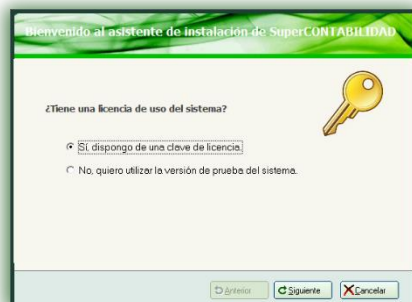 Bienvenido al asistente de instalación de SuperCONTABILIDAD
¿Tiene una licencia de uso del sistema?
Sí, dispongo de una clave de licencia.
No, quiero utilizar la versión de prueba del sistema.
Anterior Siguiente Cancelar